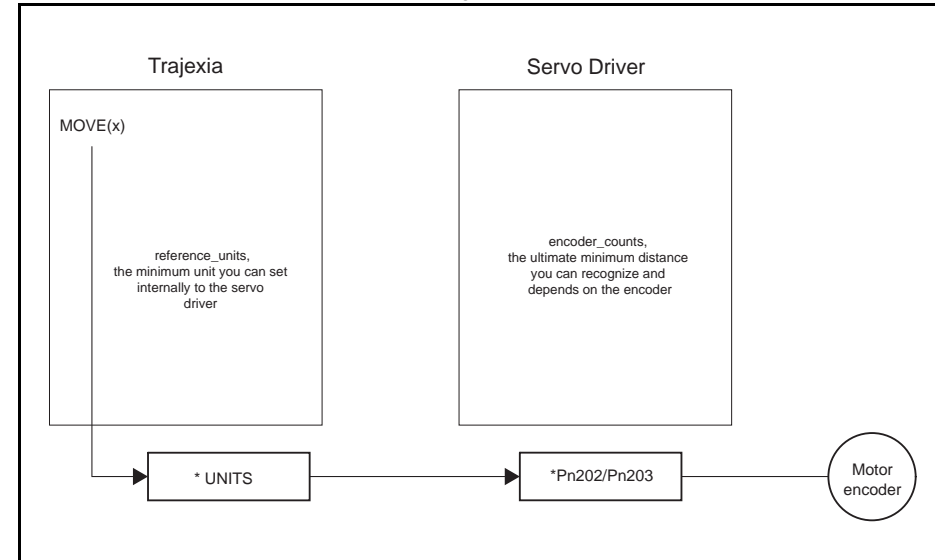 Trajexia
Servo Driver
MOVE(x)
reference_units,
the minimum unit you can set
internally to the servo
driver
encoder_counts,
the ultimate minimum distance
you can recognize and
depends on the encoder
* UNITS
*Pn202/Pn203
Motor
encoder